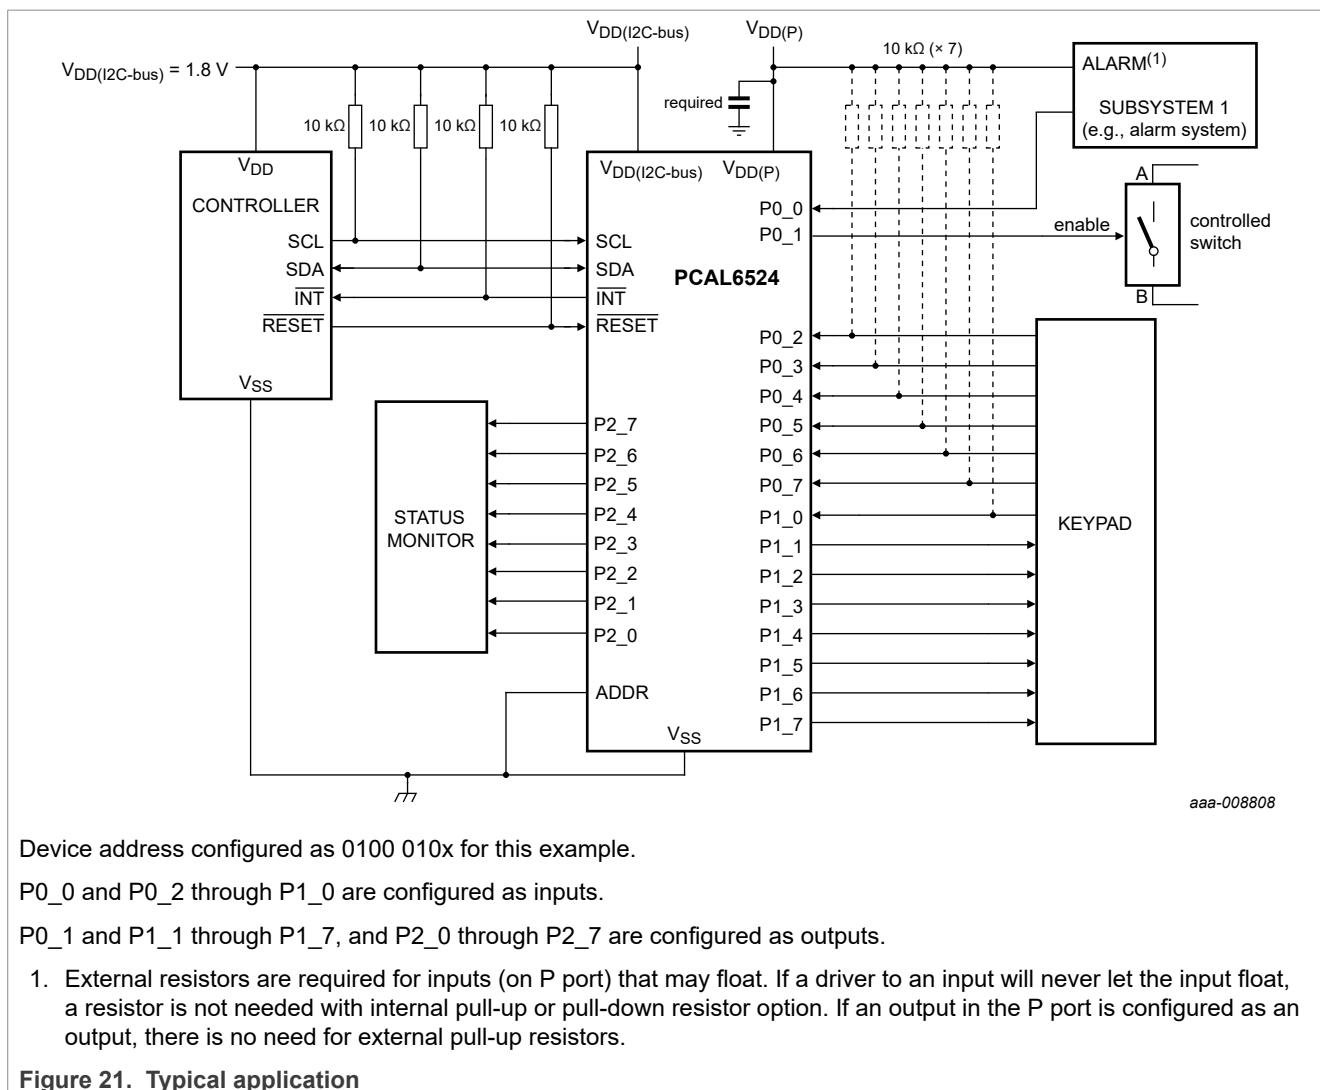 VDD(I2C-bus) VDD(P)
VDD(I2C-bus) = 1.8 V
10 kΩ (× 7)
ALARM(1)
SUBSYSTEM 1
(e.g., alarm system)
required
10 kΩ 10 kΩ 10 kΩ 10 kΩ
VDD
CONTROLLER
SCL
SDA
INT
RESET
VSS
VDD(I2C-bus) VDD(P)
PCAL6524
SCL
SDA
INT
RESET
P0_0
P0_1
enable
A
B
controlled
switch
P0_2
P0_3
P0_4
P0_5
P0_6
P0_7
P1_0
P1_1
P1_2
P1_3
P1_4
P1_5
P1_6
P1_7
KEYPAD
STATUS
MONITOR
P2_7
P2_6
P2_5
P2_4
P2_3
P2_2
P2_1
P2_0
ADDR
VSS
aaa-008808
Device address configured as 0100 010x for this example.
P0_0 and P0_2 through P1_0 are configured as inputs.
P0_1 and P1_1 through P1_7, and P2_0 through P2_7 are configured as outputs.
1. External resistors are required for inputs (on P port) that may float. If a driver to an input will never let the input float,
a resistor is not needed with internal pull-up or pull-down resistor option. If an output in the P port is configured as an
output, there is no need for external pull-up resistors.
Figure 21. Typical application